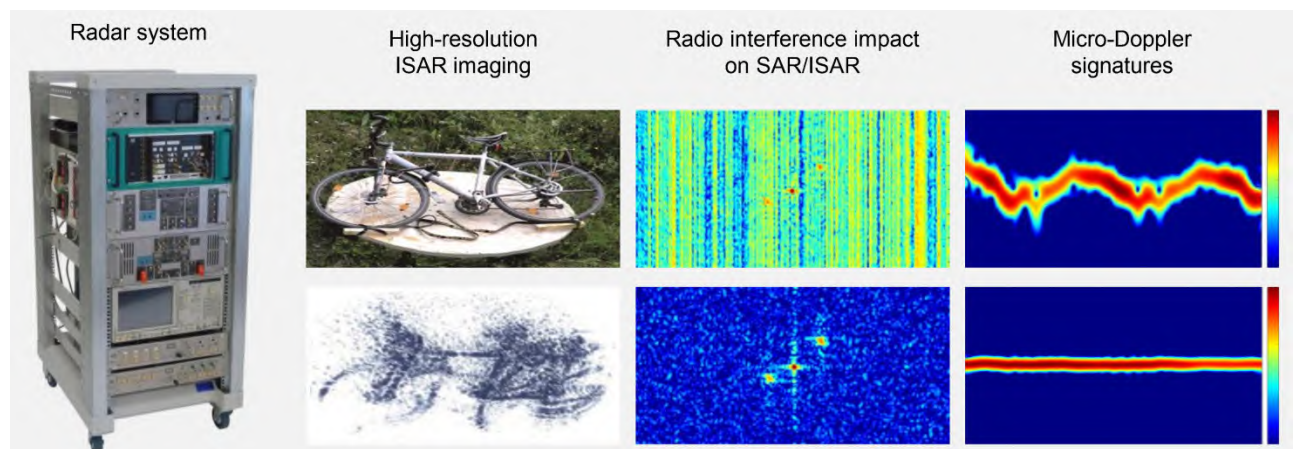 Radar system
High-resolution
ISAR imaging
Radio interference impact
on SAR/ISAR
Micro-Doppler
signatures